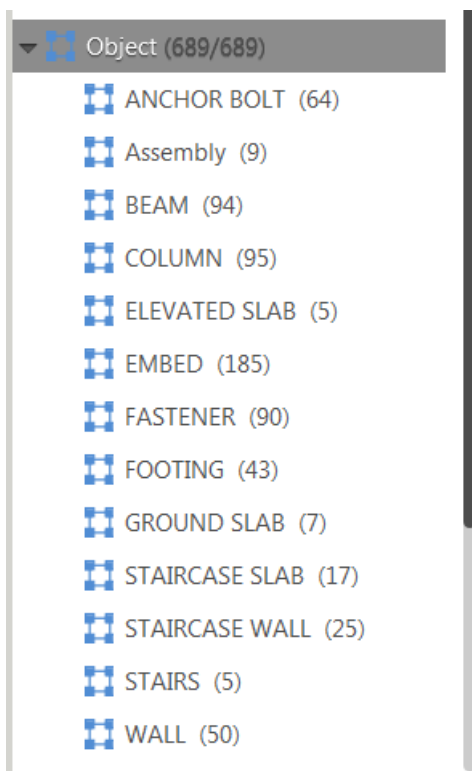 Object (689/689)
ANCHOR BOLT (64)
Assembly (9)
BEAM (94)
COLUMN (95)
ELEVATED SLAB (5)
EMBED (185)
FASTENER (90)
FOOTING (43)
GROUND SLAB (7)
STAIRCASE SLAB (17)
STAIRCASE WALL (25)
STAIRS (5)
WALL (50)